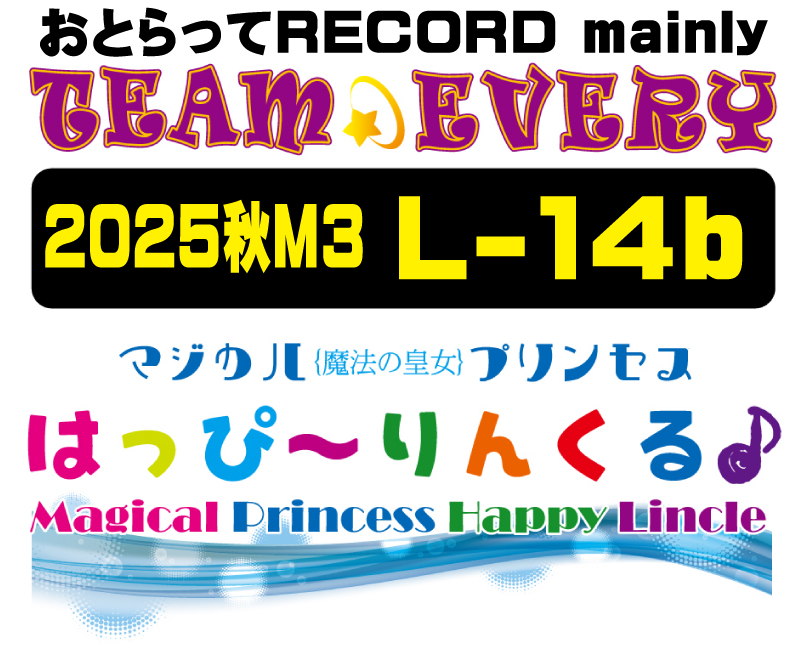 おとらってRECORD mainly
TEAM EVERY
2025秋M3 L-14b
マジカル{魔法の皇女}プリンセス
はっぴ～りんくる♪
Magical Princess Happy Lincle